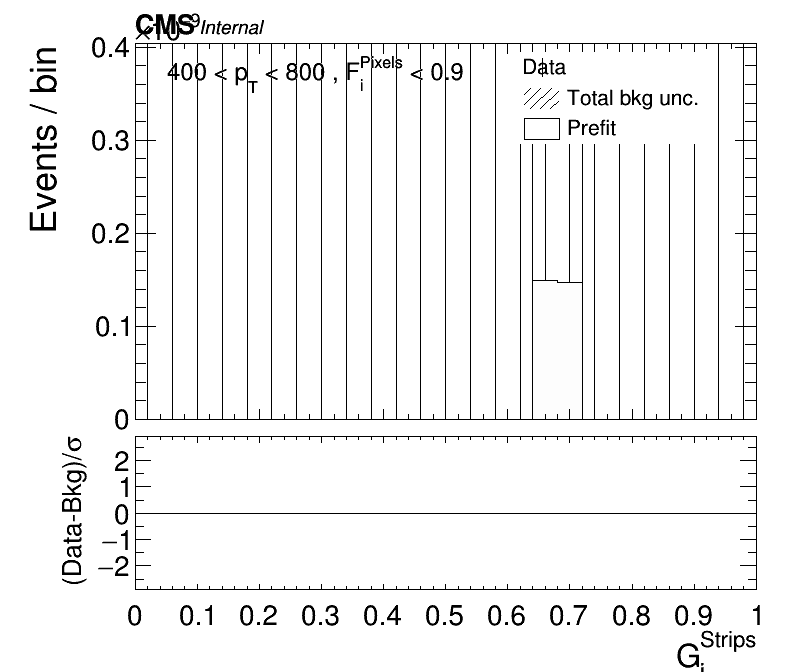 CMS Internal
×10⁻⁹
400 < p_T < 800 , F_i^Pixels < 0.9
Data
Total bkg unc.
Prefit
Events / bin
0.4
0.3
0.2
0.1
0
(Data-Bkg)/σ
2
1
0
−1
−2
0 0.1 0.2 0.3 0.4 0.5 0.6 0.7 0.8 0.9 1
G_i^Strips